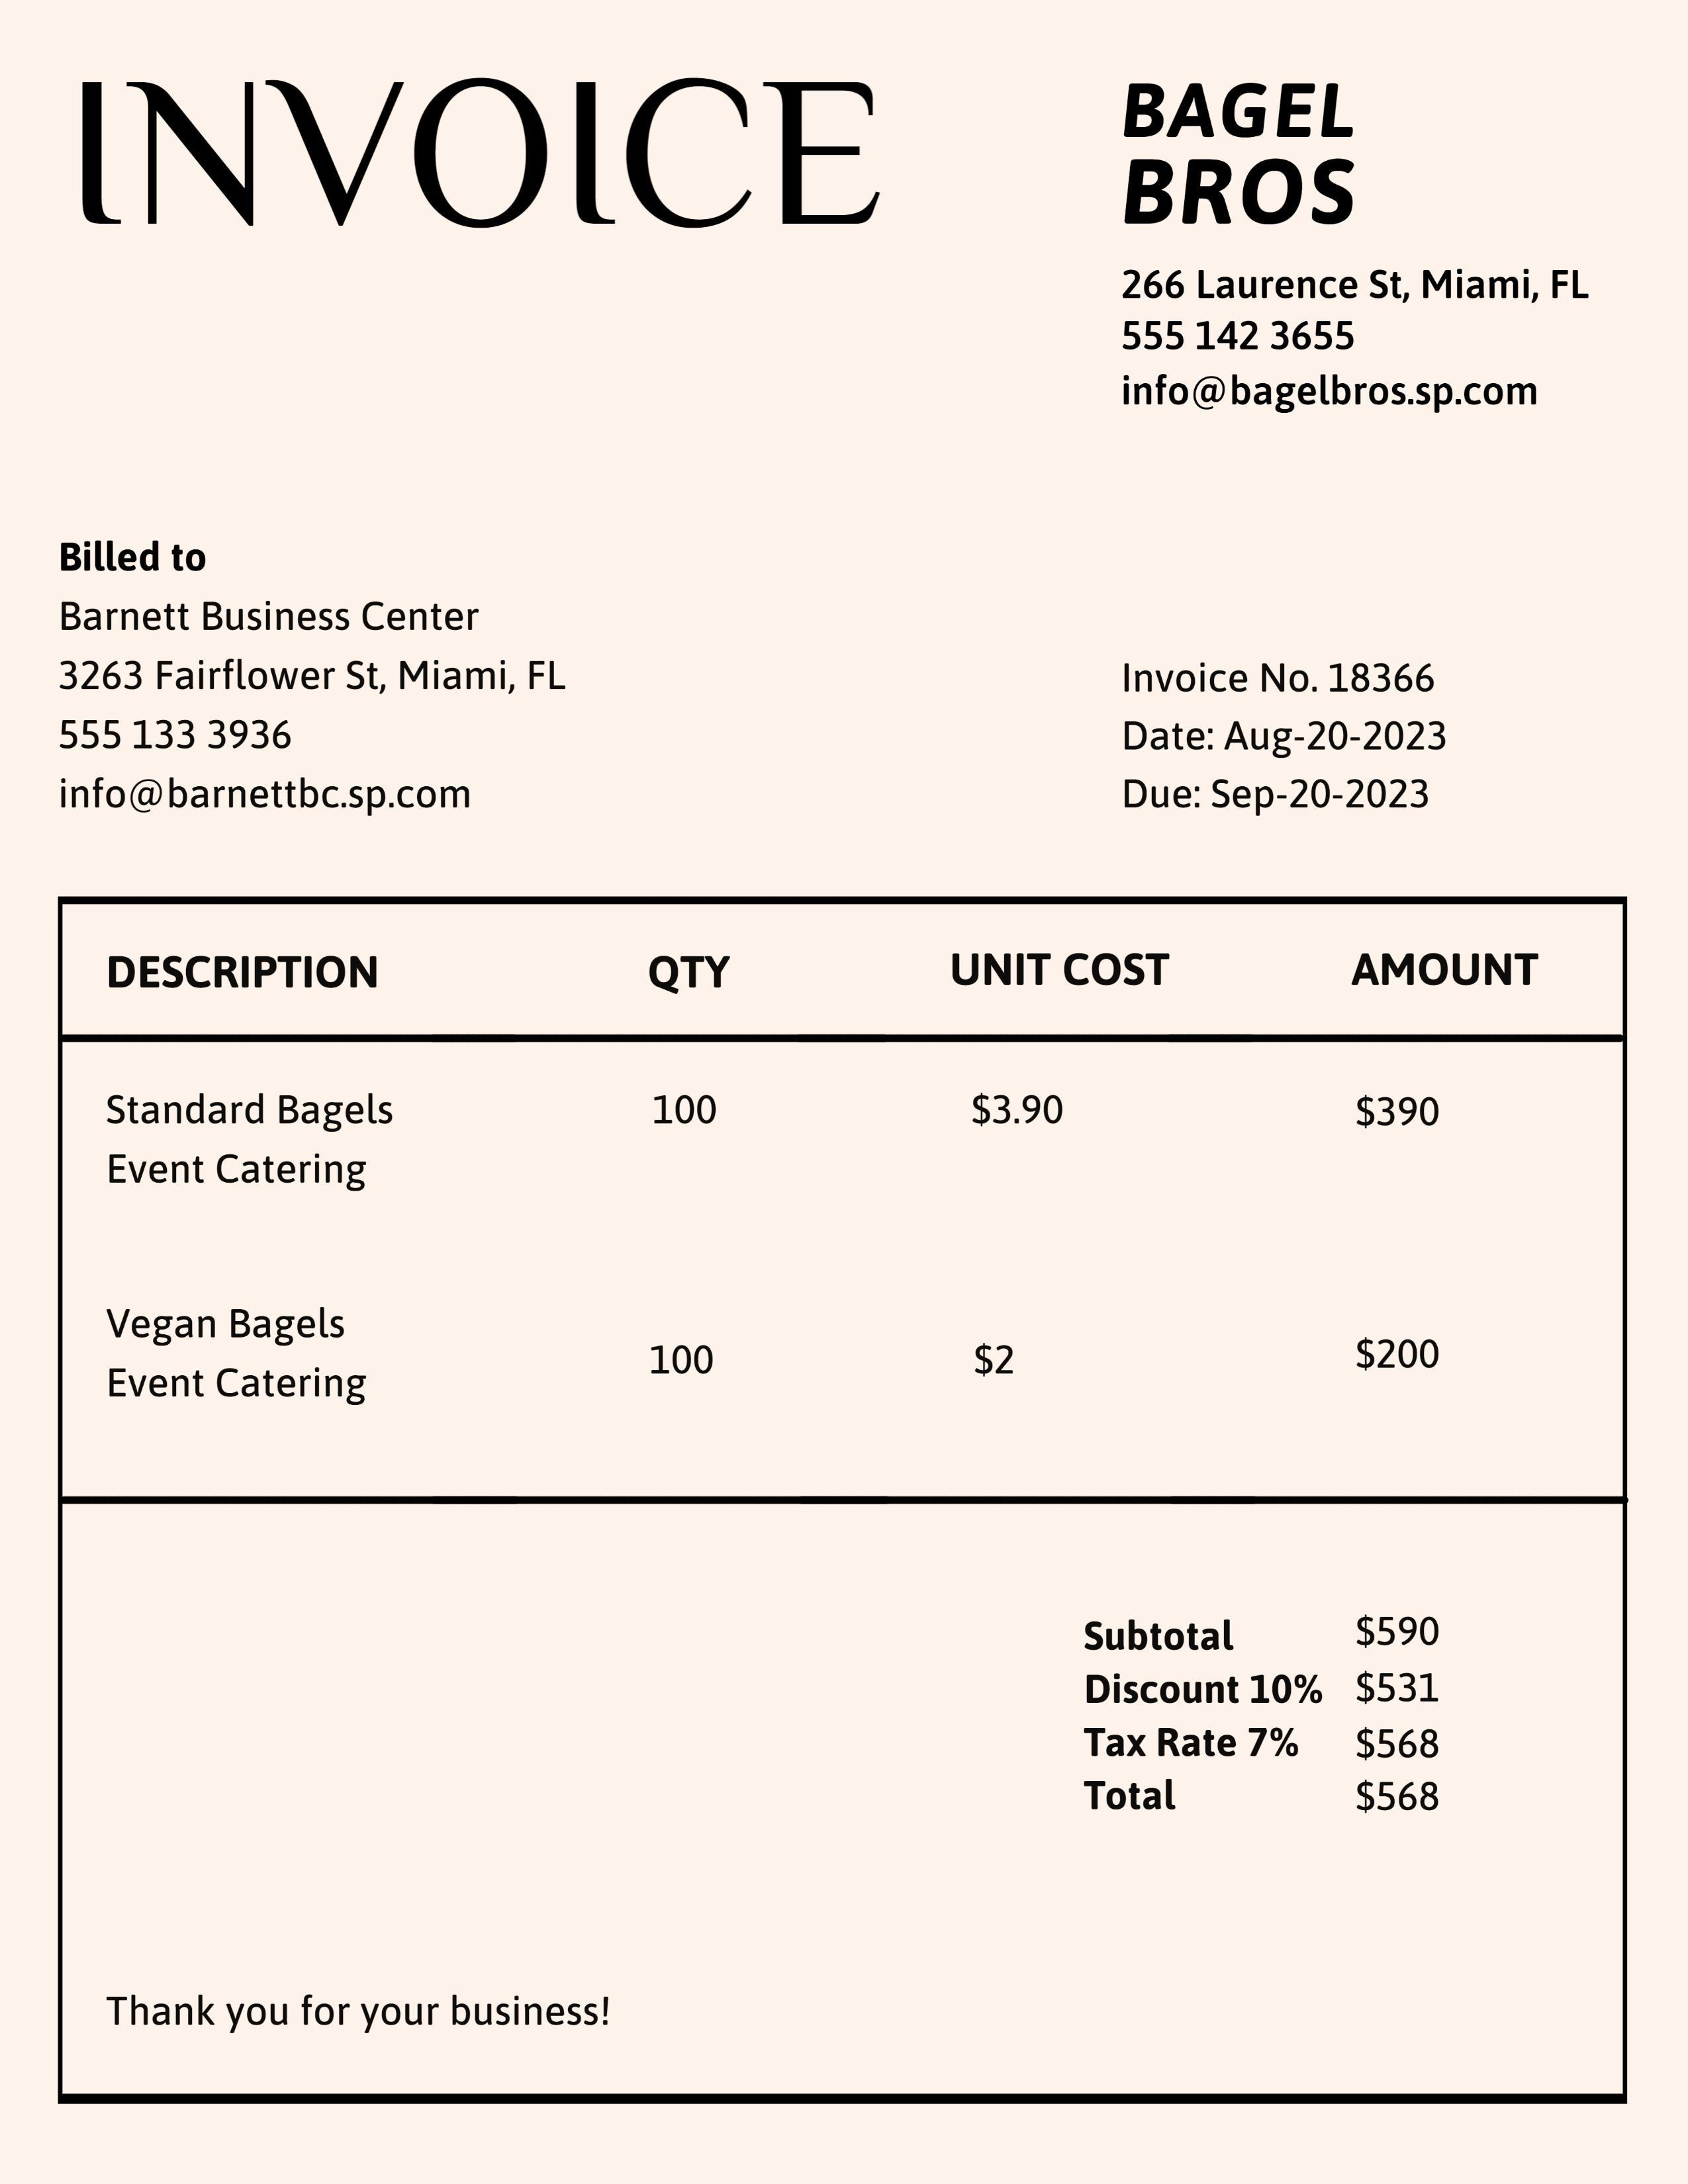 INVOICE
BAGEL
BROS
266 Laurence St, Miami, FL
555 142 3655
info@bagelbros.sp.com
Billed to
Barnett Business Center
3263 Fairflower St, Miami, FL
555 133 3936
info@barnettbc.sp.com
Invoice No. 18366
Date: Aug-20-2023
Due: Sep-20-2023
DESCRIPTION QTY UNIT COST AMOUNT
Standard Bagels 100 $3.90 $390
Event Catering
Vegan Bagels
Event Catering 100 $2 $200
Subtotal $590
Discount 10% $531
Tax Rate 7% $568
Total $568
Thank you for your business!